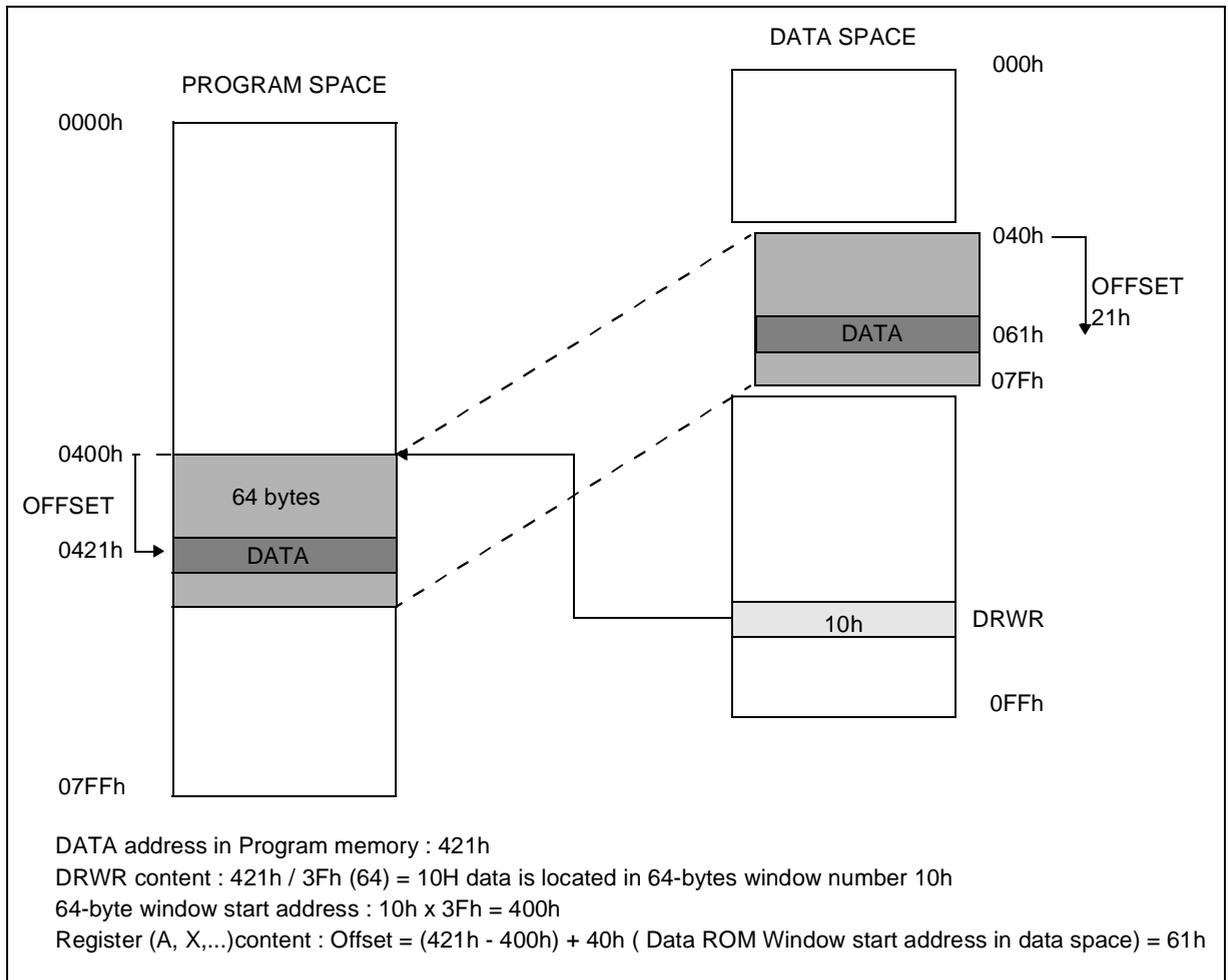 DATA SPACE
000h
PROGRAM SPACE
0000h
040h
OFFSET
21h
DATA
061h
07Fh
0400h
64 bytes
OFFSET
0421h
DATA
10h
DRWR
0FFh
07FFh
DATA address in Program memory : 421h
DRWR content : 421h / 3Fh (64) = 10H data is located in 64-bytes window number 10h
64-byte window start address : 10h x 3Fh = 400h
Register (A, X,...)content : Offset = (421h - 400h) + 40h ( Data ROM Window start address in data space) = 61h